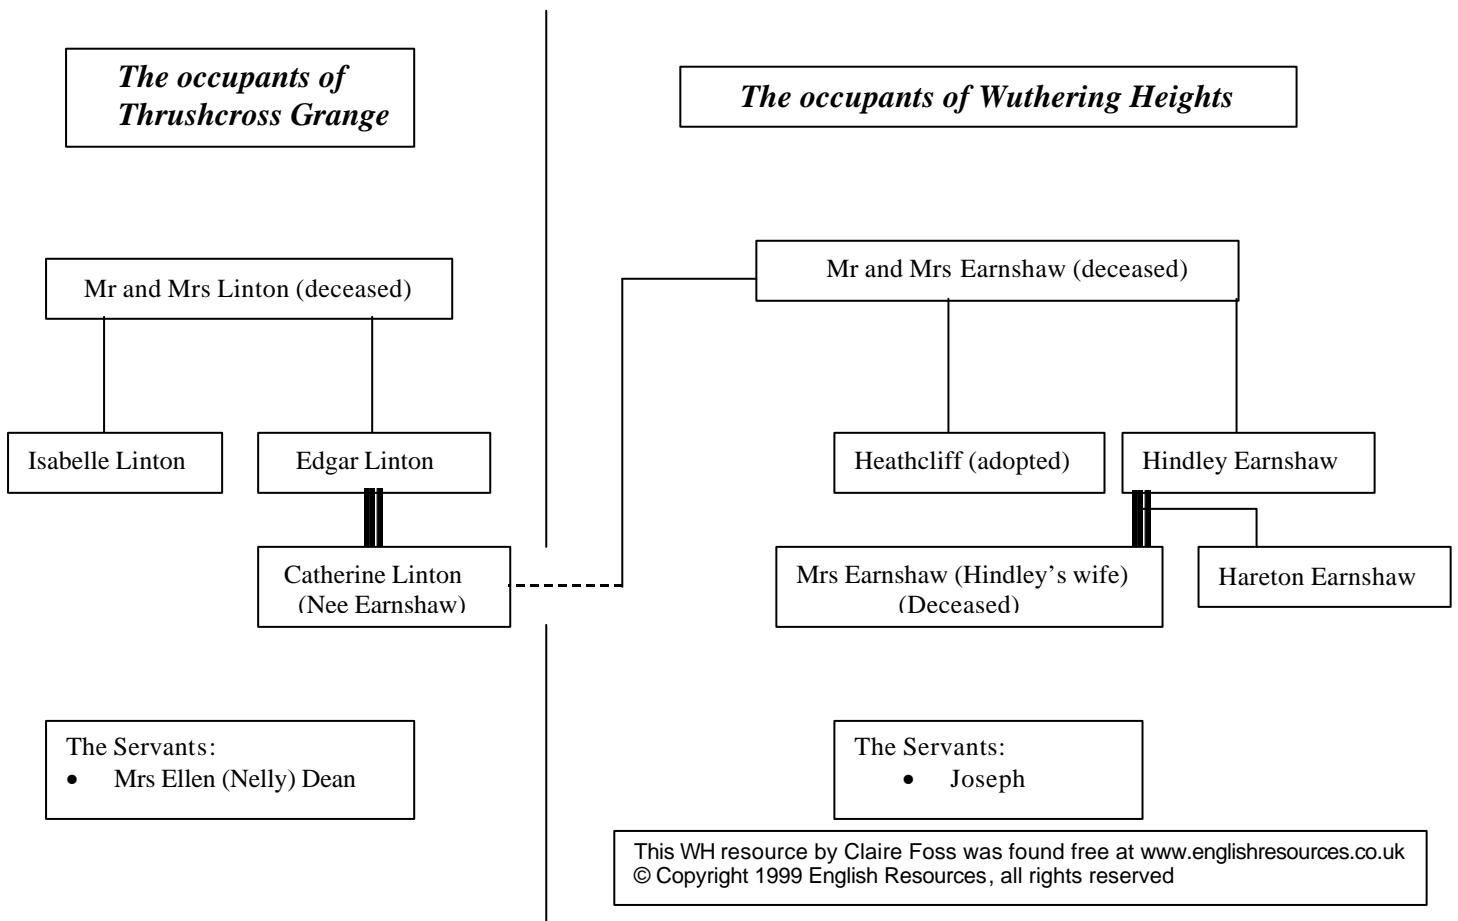 The occupants of
Thrushcross Grange
The occupants of Wuthering Heights
Mr and Mrs Linton (deceased)
Mr and Mrs Earnshaw (deceased)
Isabelle Linton
Edgar Linton
Heathcliff (adopted)
Hindley Earnshaw
Catherine Linton
(Nee Earnshaw)
Mrs Earnshaw (Hindley’s wife)
(Deceased)
Hareton Earnshaw
The Servants:
• Mrs Ellen (Nelly) Dean
The Servants:
• Joseph
This WH resource by Claire Foss was found free at www.englishresources.co.uk
© Copyright 1999 English Resources, all rights reserved